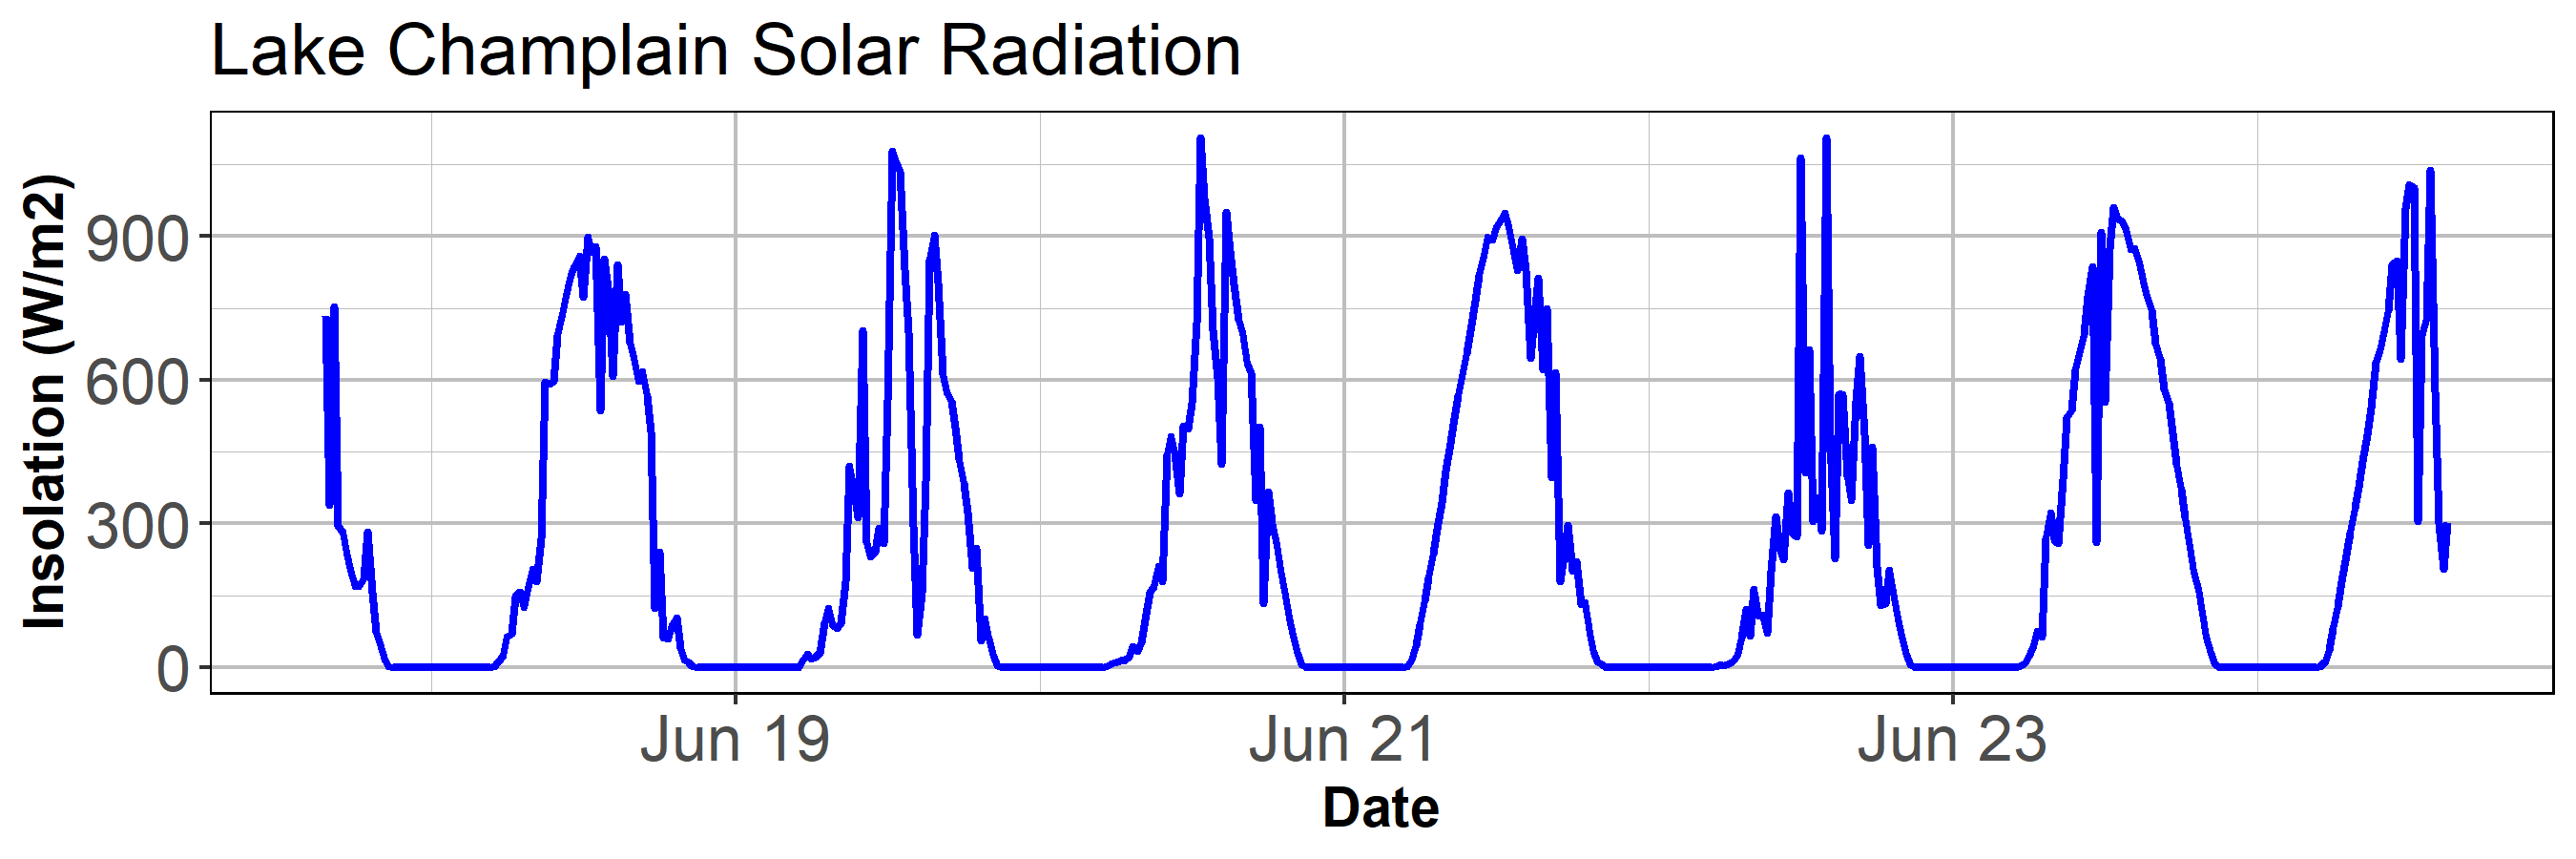 Lake Champlain Solar Radiation
Insolation (W/m2)
900
600
300
0
Jun 19 Jun 21 Jun 23
Date